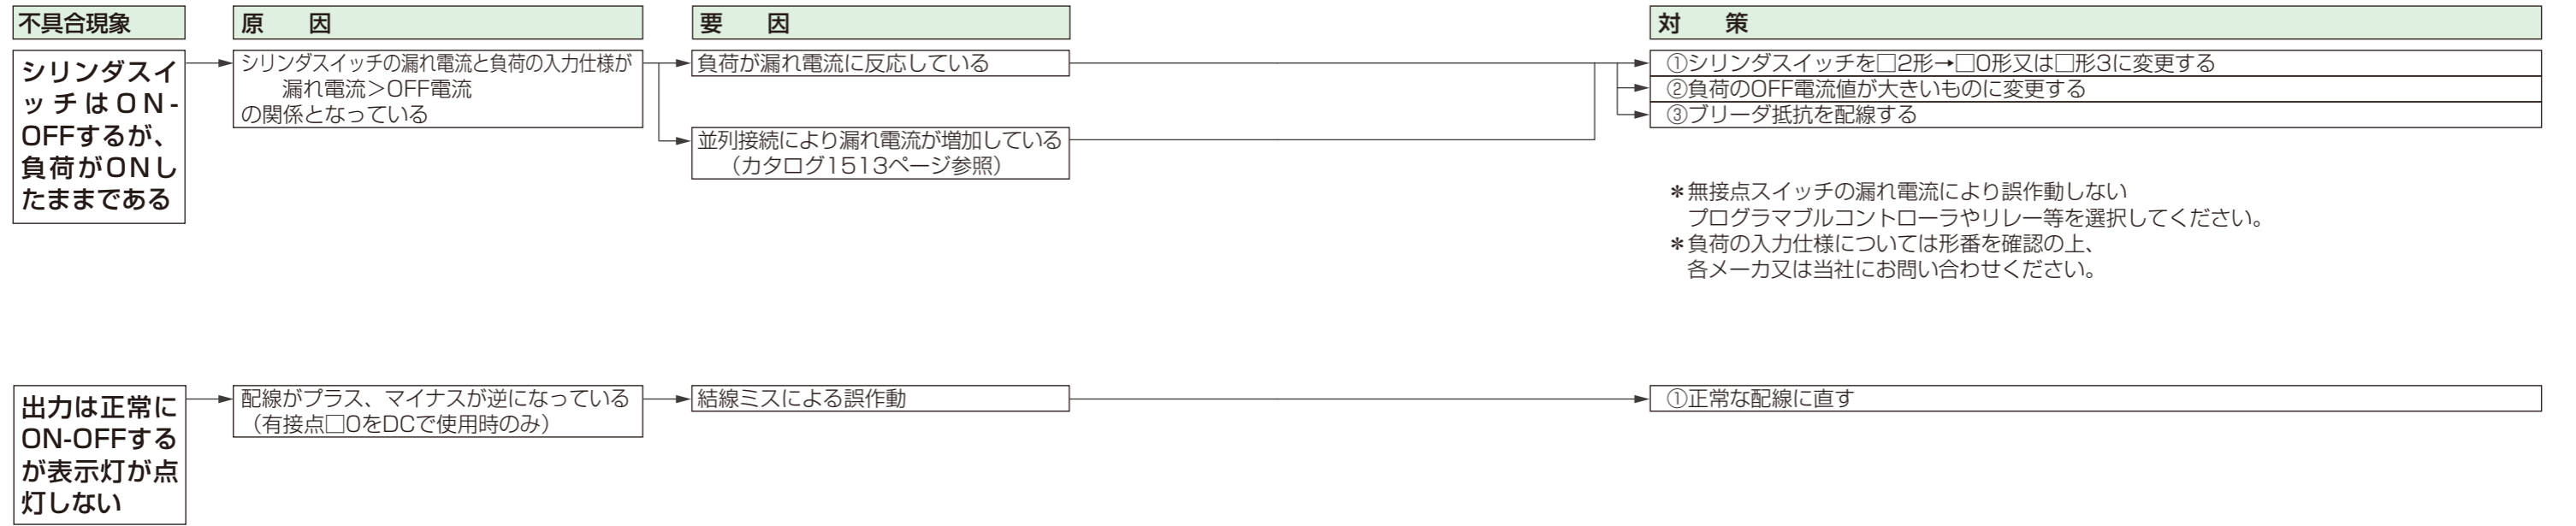 不具合現象
原　因
要　因
対　策
シリンダスイ
ッチはON-
OFFするが、
負荷がONし
たままである
シリンダスイッチの漏れ電流と負荷の入力仕様が
漏れ電流＞OFF電流
の関係となっている
負荷が漏れ電流に反応している
並列接続により漏れ電流が増加している
（カタログ1513ページ参照）
①シリンダスイッチを□2形→□0形又は□形3に変更する
②負荷のOFF電流値が大きいものに変更する
③ブリーダ抵抗を配線する
＊無接点スイッチの漏れ電流により誤作動しない
プログラマブルコントローラやリレー等を選択してください。
＊負荷の入力仕様については形番を確認の上、
各メーカ又は当社にお問い合わせください。
出力は正常に
ON-OFFする
が表示灯が点
灯しない
配線がプラス、マイナスが逆になっている
（有接点□0をDCで使用時のみ）
結線ミスによる誤作動
①正常な配線に直す